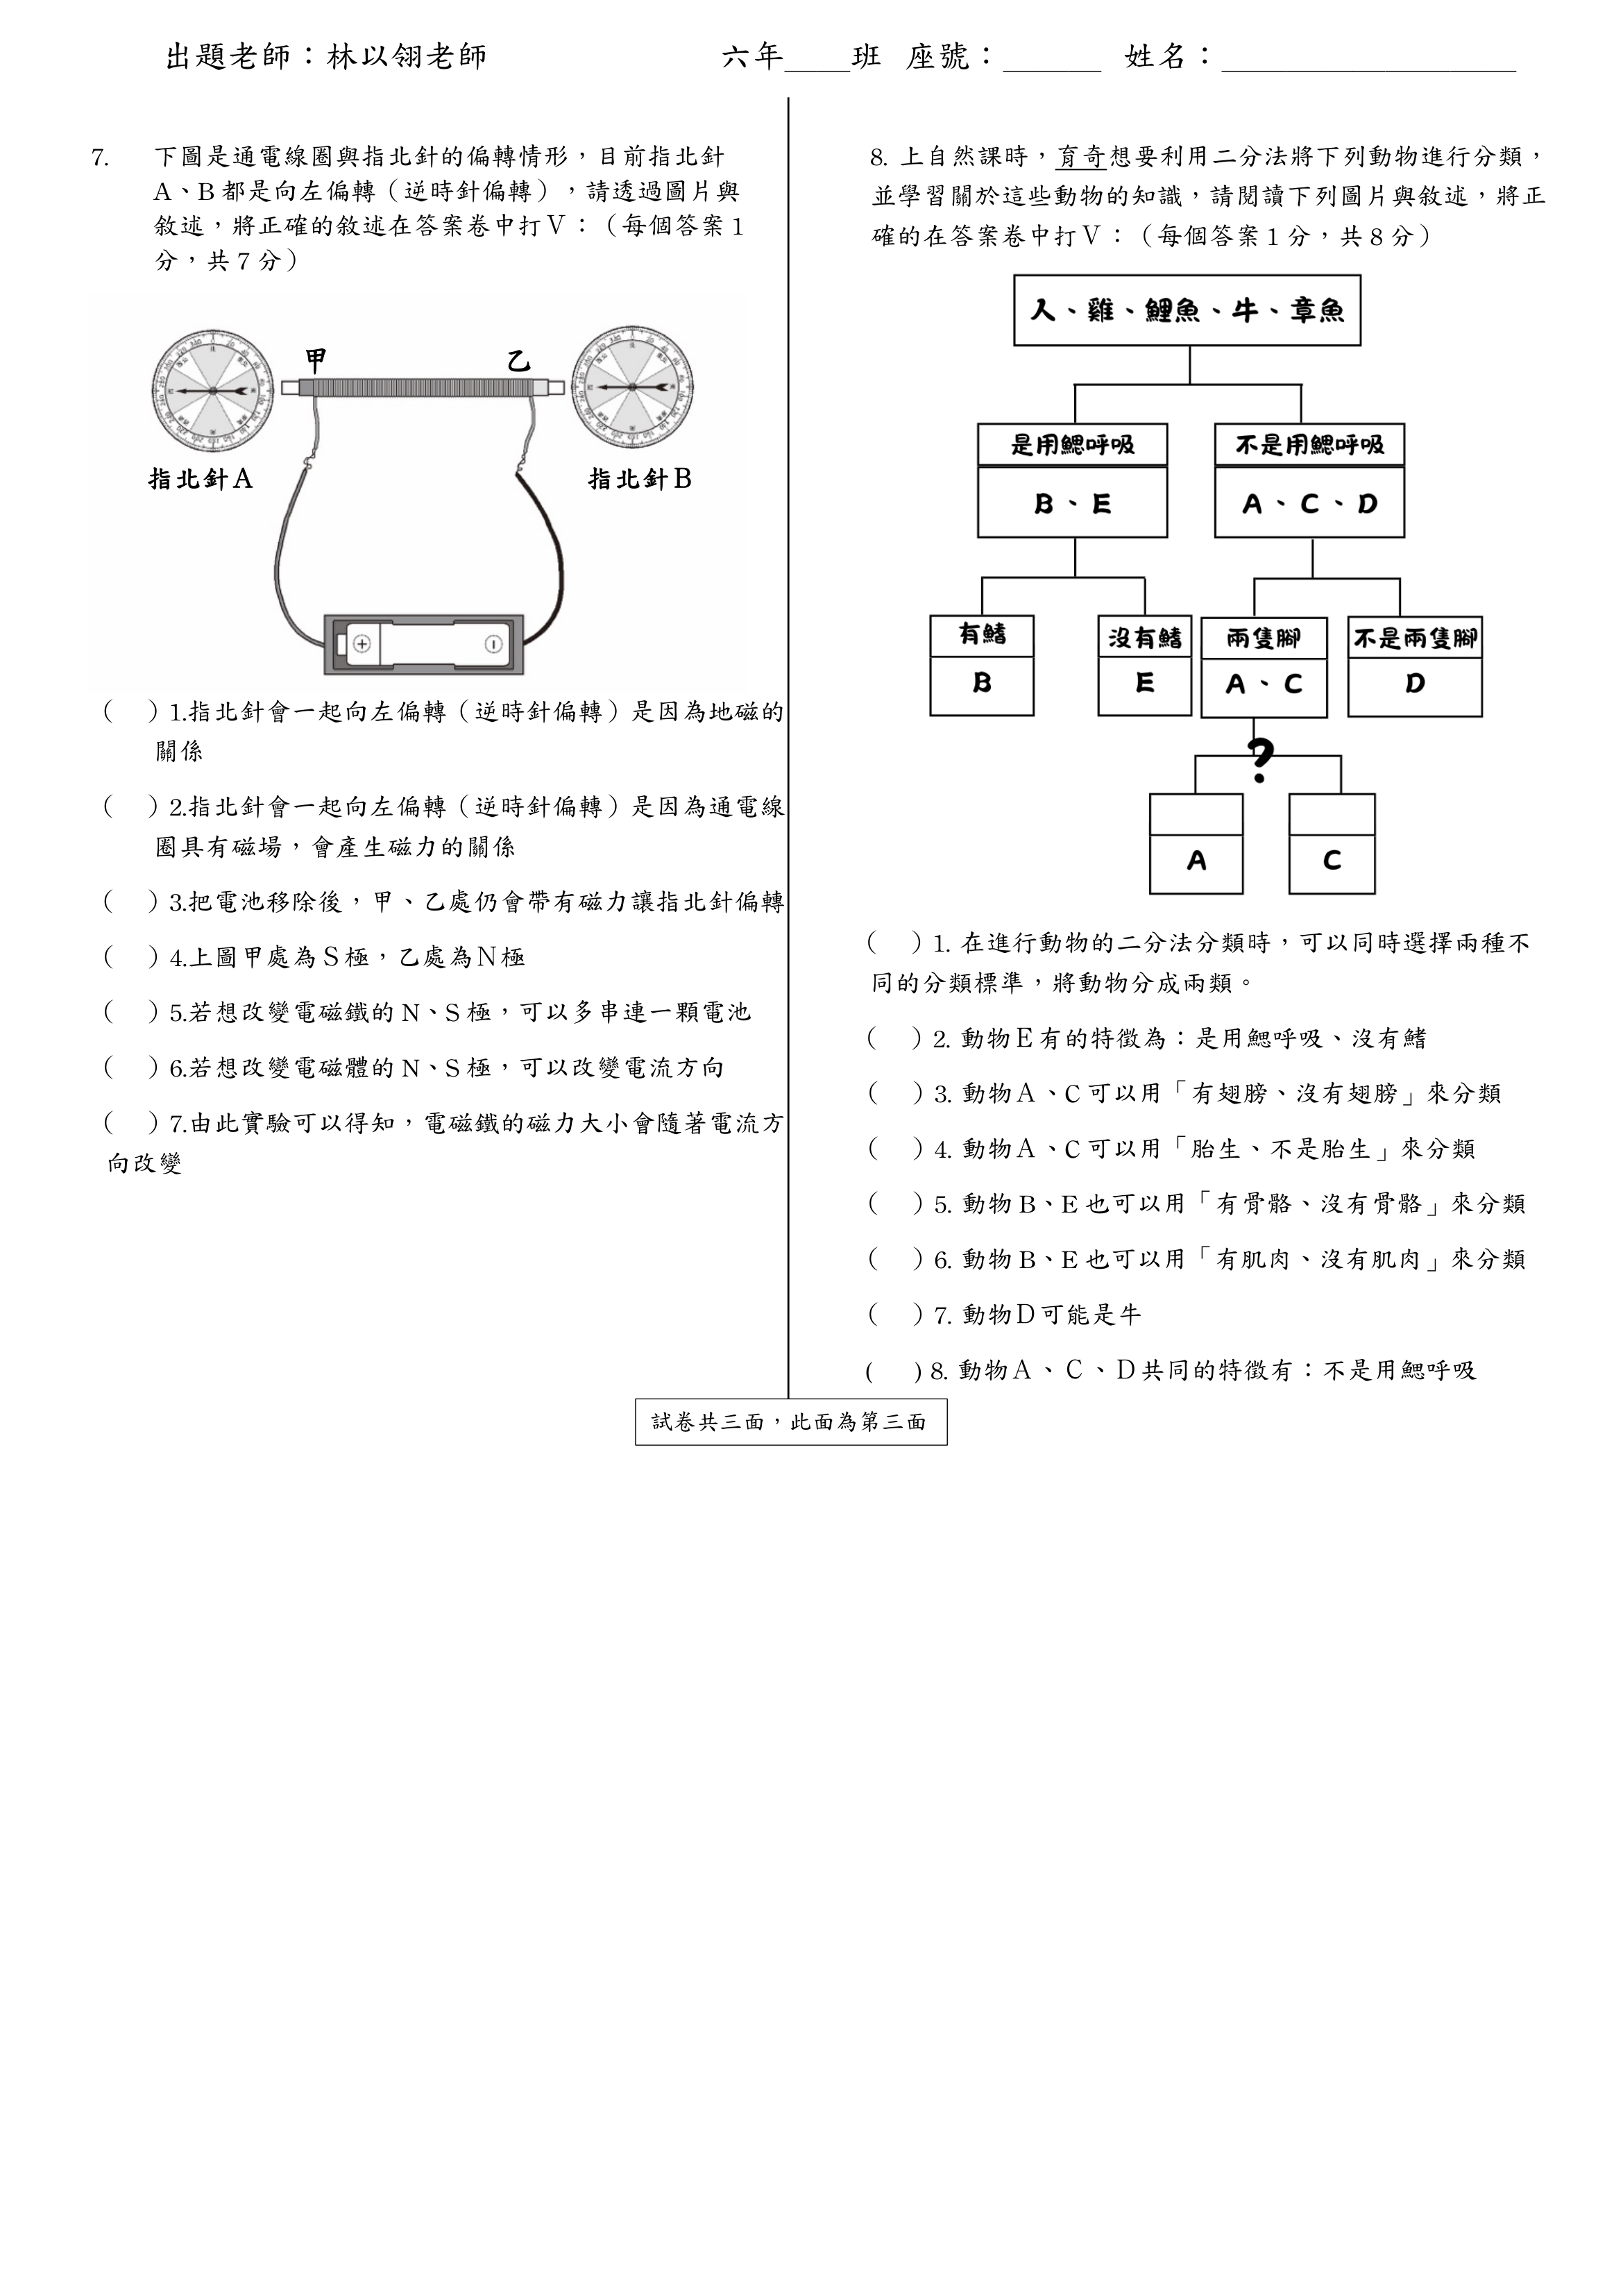 出題老師：林以翎老師 六年____班 座號：______ 姓名：__________________
7. 下圖是通電線圈與指北針的偏轉情形，目前指北針
A、B 都是向左偏轉（逆時針偏轉），請透過圖片與
敘述，將正確的敘述在答案卷中打Ｖ：（每個答案 1
分，共 7 分）
甲
乙
指北針Ａ
指北針Ｂ
( ) 1.指北針會一起向左偏轉（逆時針偏轉）是因為地磁的
關係
( ) 2.指北針會一起向左偏轉（逆時針偏轉）是因為通電線
圈具有磁場，會產生磁力的關係
( ) 3.把電池移除後，甲、乙處仍會帶有磁力讓指北針偏轉
( ) 4.上圖甲處為Ｓ極，乙處為Ｎ極
( ) 5.若想改變電磁鐵的 N、S 極，可以多串連一顆電池
( ) 6.若想改變電磁體的 N、S 極，可以改變電流方向
( ) 7.由此實驗可以得知，電磁鐵的磁力大小會隨著電流方
向改變
8. 上自然課時，育奇想要利用二分法將下列動物進行分類，
並學習關於這些動物的知識，請閱讀下列圖片與敘述，將正
確的在答案卷中打Ｖ：（每個答案 1 分，共 8 分）
人、雞、鯉魚、牛、章魚
是用鰓呼吸 不是用鰓呼吸
B、E A、C、D
有鰭 沒有鰭 兩隻腳 不是兩隻腳
B E A、C D
?
A C
( ) 1. 在進行動物的二分法分類時，可以同時選擇兩種不
同的分類標準，將動物分成兩類。
( ) 2. 動物Ｅ有的特徵為：是用鰓呼吸、沒有鰭
( ) 3. 動物Ａ、C 可以用「有翅膀、沒有翅膀」來分類
( ) 4. 動物Ａ、C 可以用「胎生、不是胎生」來分類
( ) 5. 動物 B、E 也可以用「有骨骼、沒有骨骼」來分類
( ) 6. 動物 B、E 也可以用「有肌肉、沒有肌肉」來分類
( ) 7. 動物Ｄ可能是牛
( ) 8. 動物Ａ、Ｃ、Ｄ共同的特徵有：不是用鰓呼吸
試卷共三面，此面為第三面